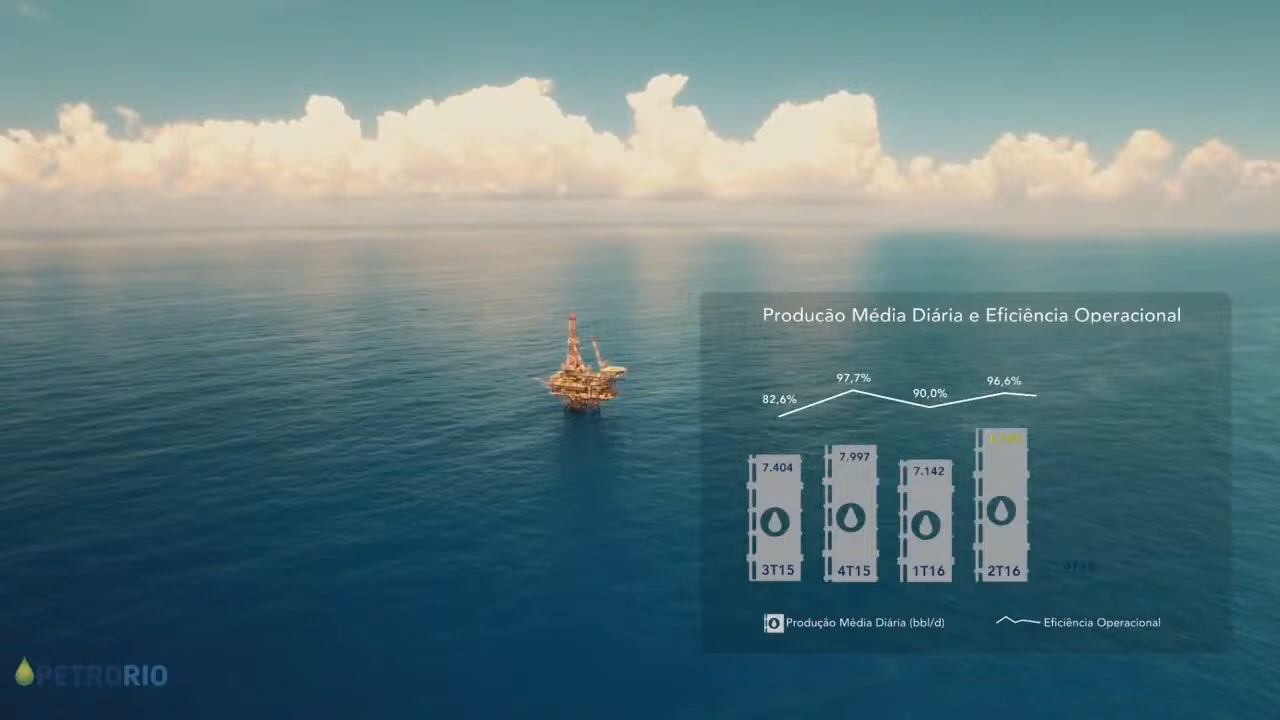 Producão Média Diária e Eficiência Operacional
82,6%
97,7%
90,0%
96,6%
7.404
7.997
7.142
3T15
4T15
1T16
2T16
Produção Média Diária (bbl/d)
Eficiência Operacional
PETRORIO